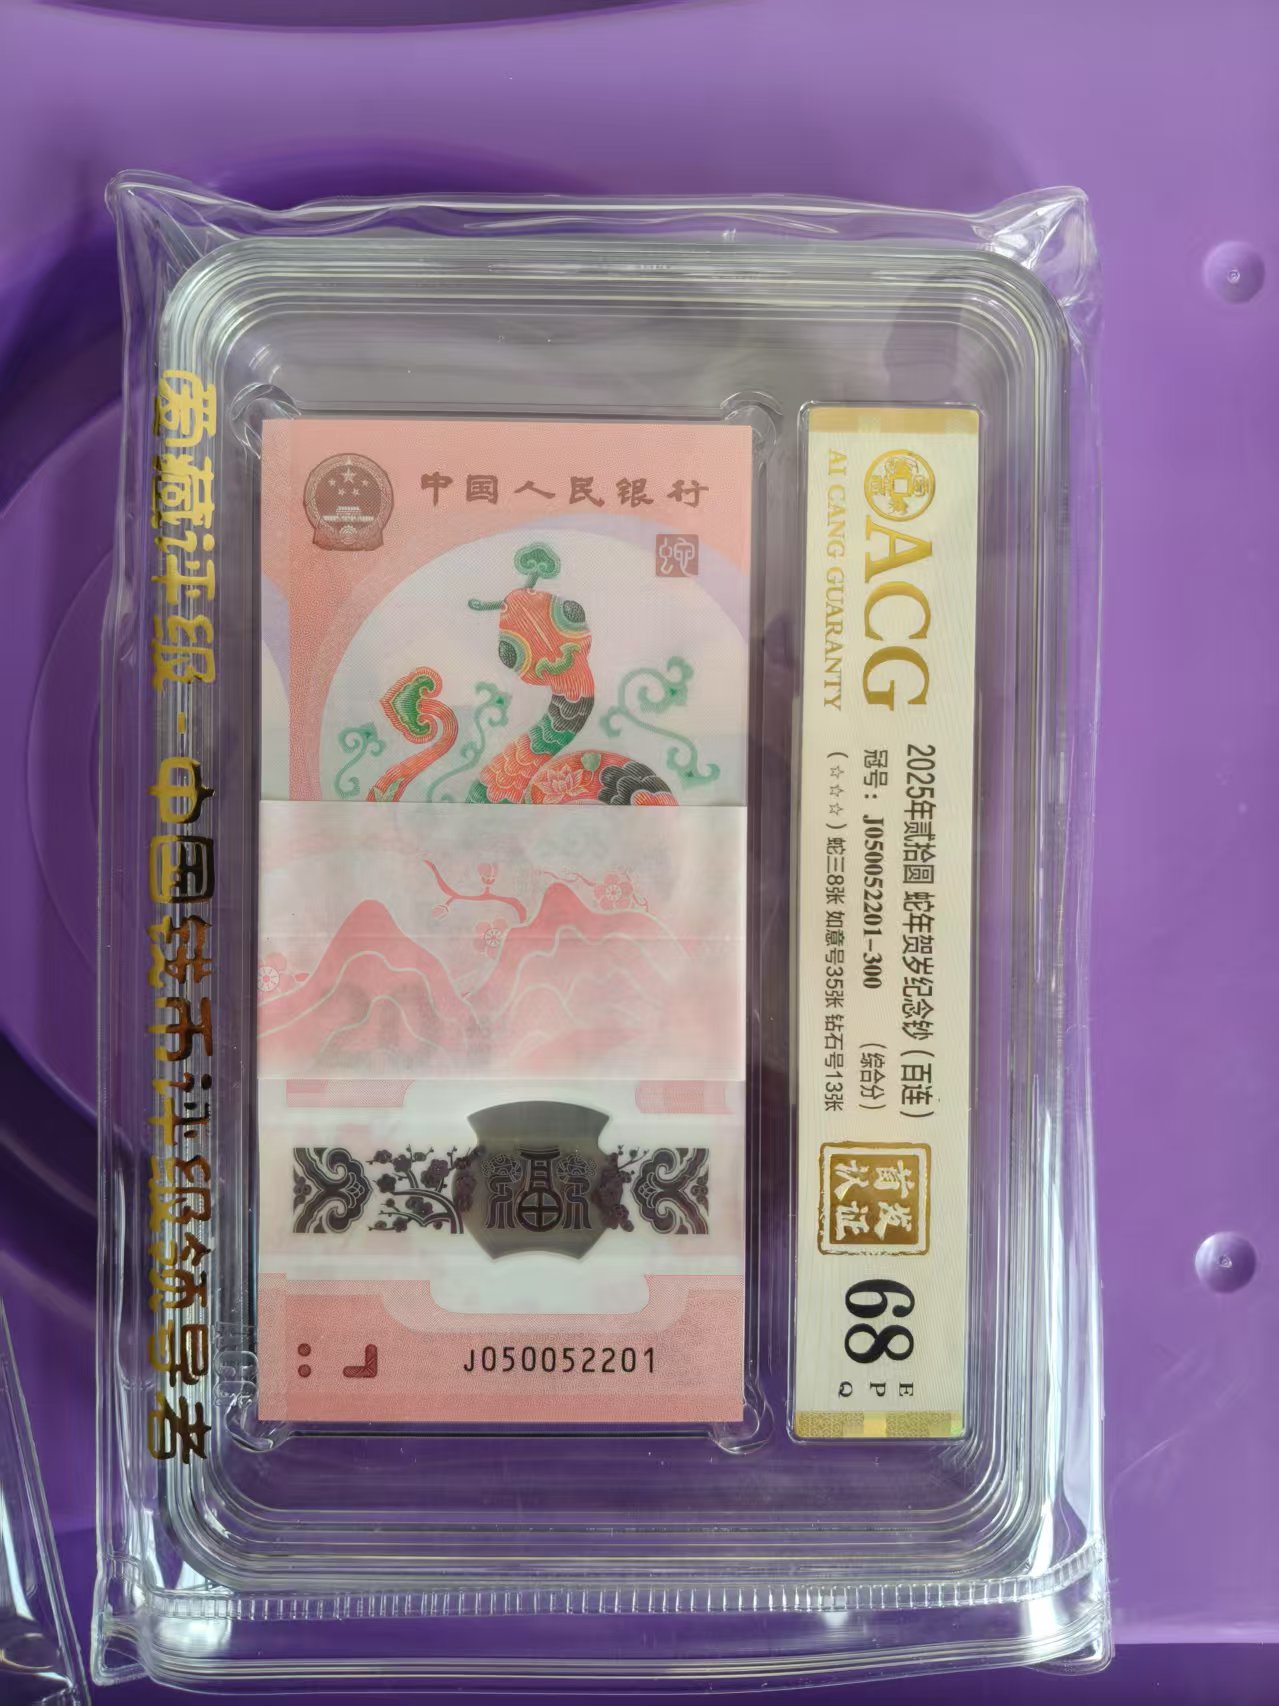 爱藏评级-中国钱币评级领导者
中国人民银行
福
J050052201
ACG
AI CANG GUARANTY
2025年贰拾圆 蛇年贺岁纪念钞（百连）
冠号：J050052201-300 （综合分）
（☆☆☆）蛇三8张 如意号35张 钻石号13张
首发
认证
68
E
P
Q